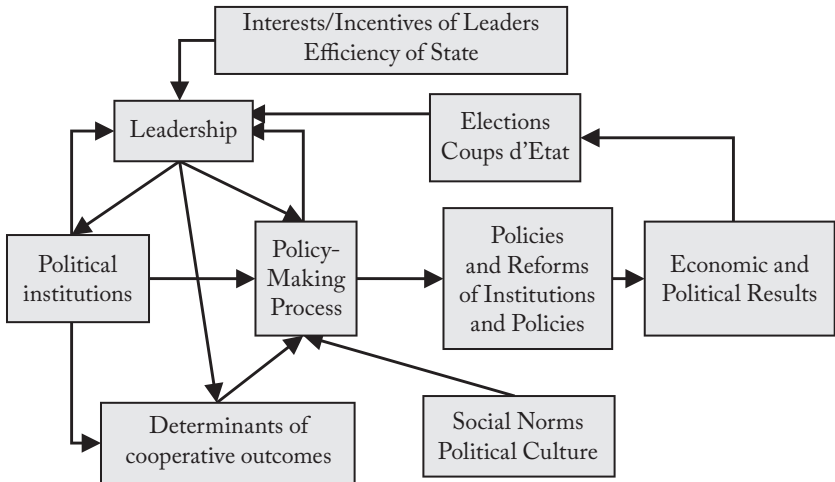 Interests/Incentives of Leaders
Efficiency of State
Leadership
Elections
Coups d'Etat
Political
institutions
Policy-
Making
Process
Policies
and Reforms
of Institutions
and Policies
Economic and
Political Results
Determinants of
cooperative outcomes
Social Norms
Political Culture